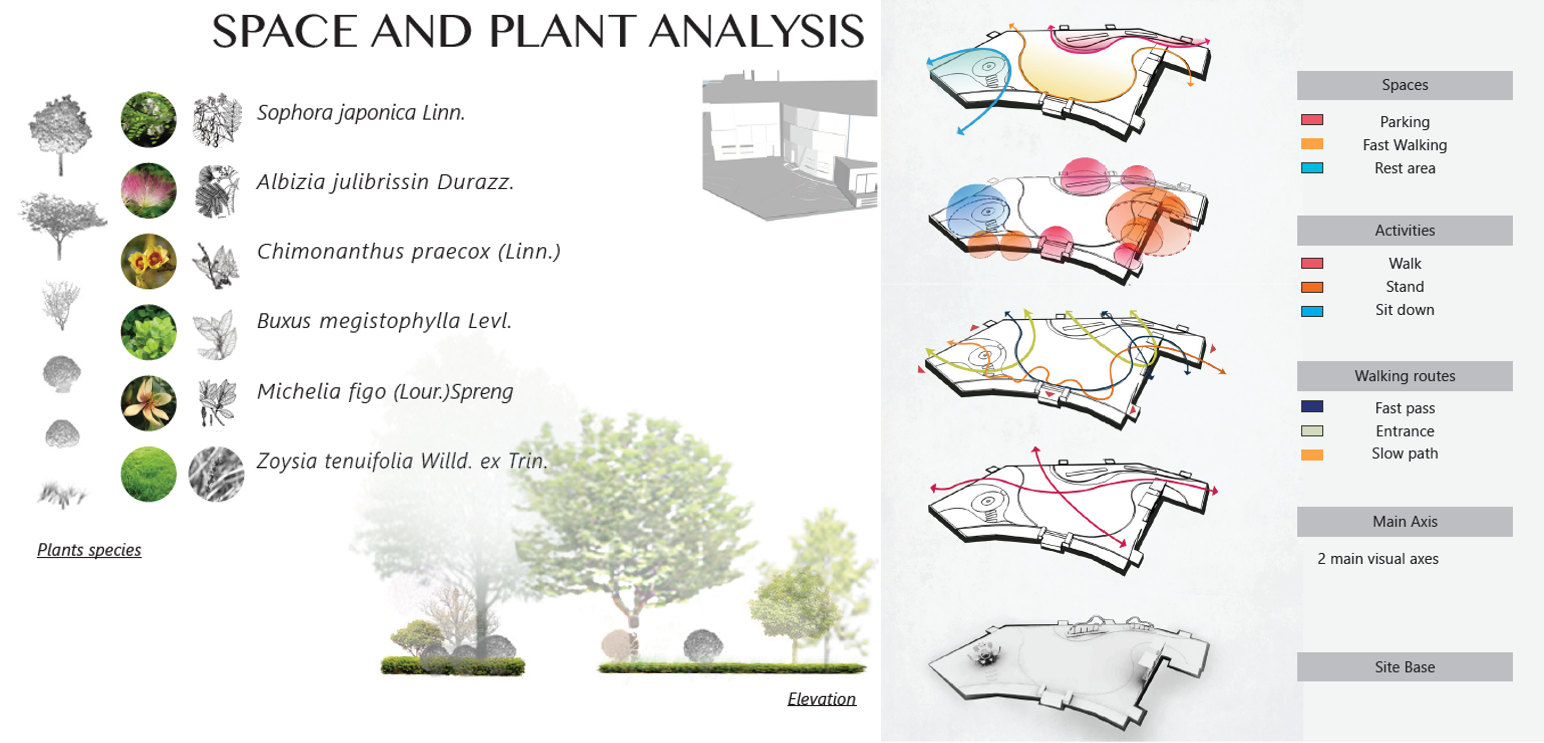 SPACE AND PLANT ANALYSIS
Sophora japonica Linn.
Albizia julibrissin Durazz.
Chimonanthus praecox (Linn.)
Buxus megistophylla Levl.
Michelia figo (Lour.)Spreng
Zoysia tenuifolia Willd. ex Trin.
Plants species
Elevation
Spaces
Parking
Fast Walking
Rest area
Activities
Walk
Stand
Sit down
Walking routes
Fast pass
Entrance
Slow path
Main Axis
2 main visual axes
Site Base